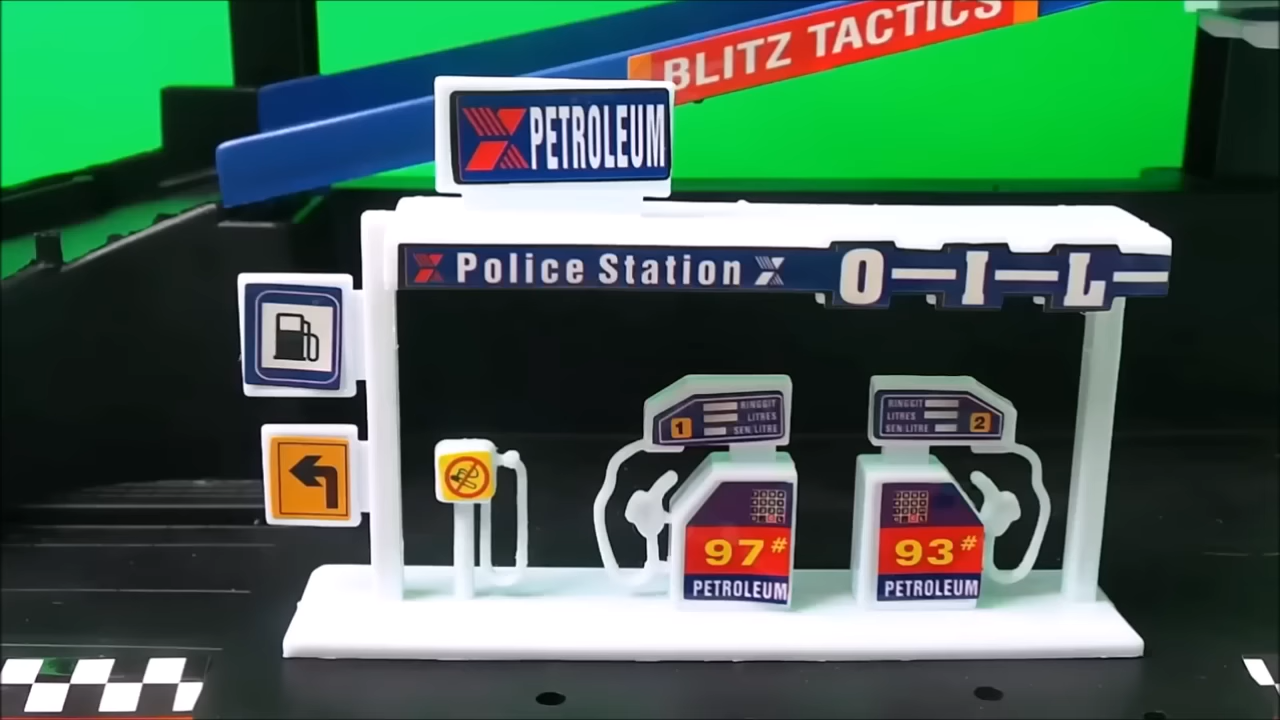 BLITZ TACTICS
PETROLEUM
Police Station
OIL
1
RINGGIT
LITRES
SEN/LITRE
RINGGIT
LITRES
SEN/LITRE
2
97#
PETROLEUM
93#
PETROLEUM